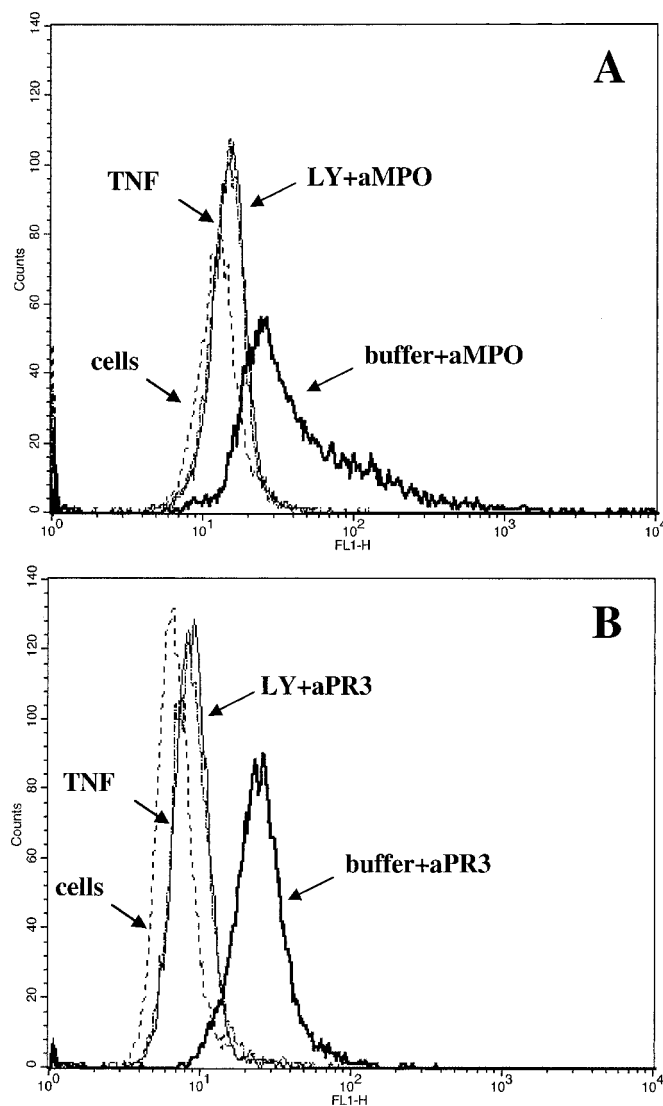 140
A
120
100
LY+aMPO
TNF
80
Counts
60
buffer+aMPO
cells
40
20
0
10⁰ 10¹ 10² 10³ 10⁴
FL1-H
140
B
120
LY+aPR3
100
TNF
80
Counts
buffer+aPR3
60
cells
40
20
0
10⁰ 10¹ 10² 10³ 10⁴
FL1-H